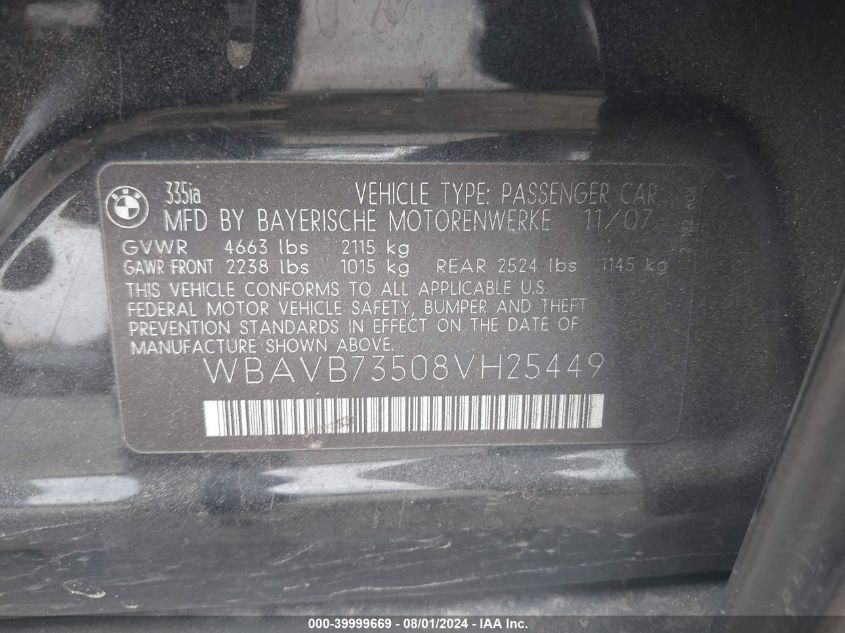 BMW
335ia VEHICLE TYPE: PASSENGER CAR
MFD BY BAYERISCHE MOTORENWERKE 11/07
GVWR 4663 lbs 2115 kg
GAWR FRONT 2238 lbs 1015 kg REAR 2524 lbs 1145 kg
THIS VEHICLE CONFORMS TO ALL APPLICABLE U.S.
FEDERAL MOTOR VEHICLE SAFETY, BUMPER AND THEFT
PREVENTION STANDARDS IN EFFECT ON THE DATE OF
MANUFACTURE SHOWN ABOVE.
WBAVB73508VH25449
000-39999669 - 08/01/2024 - IAA Inc.